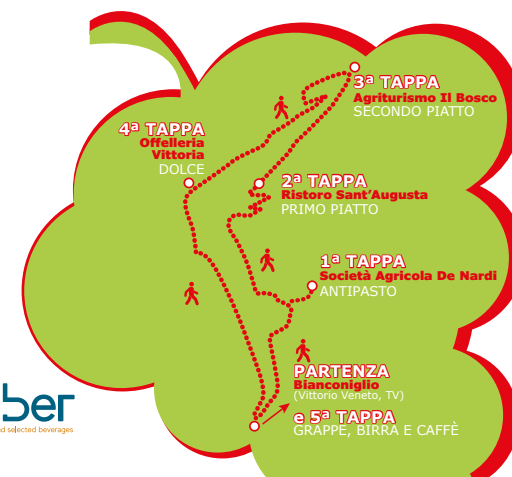 3ª TAPPA
Agriturismo Il Bosco
SECONDO PIATTO
4ª TAPPA
Offelleria
Vittoria
DOLCE
2ª TAPPA
Ristoro Sant'Augusta
PRIMO PIATTO
1ª TAPPA
Società Agricola De Nardi
ANTIPASTO
PARTENZA
Bianconiglio
(Vittorio Veneto, TV)
e 5ª TAPPA
GRAPPE, BIRRA E CAFFÈ
ber
selected beverages